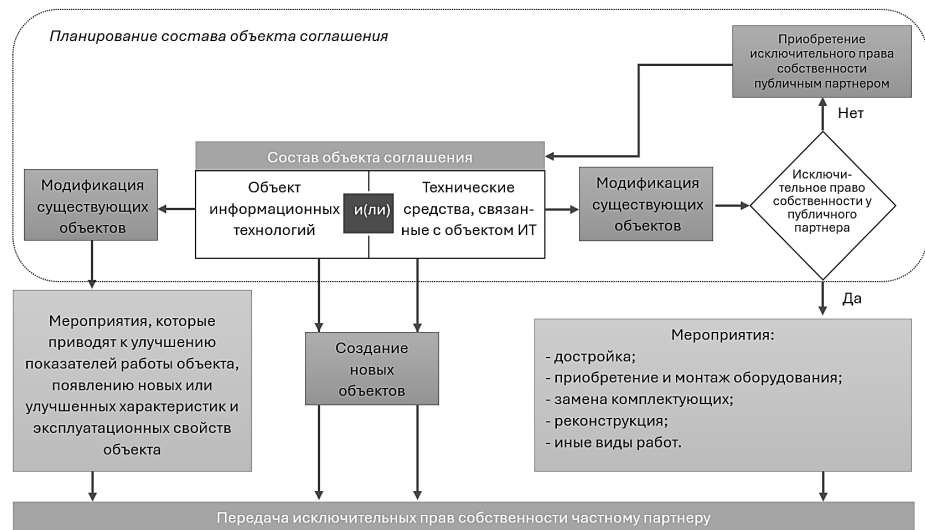 Планирование состава объекта соглашения
Приобретение
исключительного права
собственности
публичным партнером
Нет
Состав объекта соглашения
Модификация
существующих
объектов
Объект
информационных
технологий
и(ли)
Технические
средства, связан-
ные с объектом ИТ
Модификация
существующих
объектов
Исключи-
тельное право
собственности у
публичного
партнера
Да
Мероприятия, которые
приводят к улучшению
показателей работы объекта,
появлению новых или
улучшенных характеристик и
эксплуатационных свойств
объекта
Создание
новых
объектов
Мероприятия:
- достройка;
- приобретение и монтаж оборудования;
- замена комплектующих;
- реконструкция;
- иные виды работ.
Передача исключительных прав собственности частному партнеру